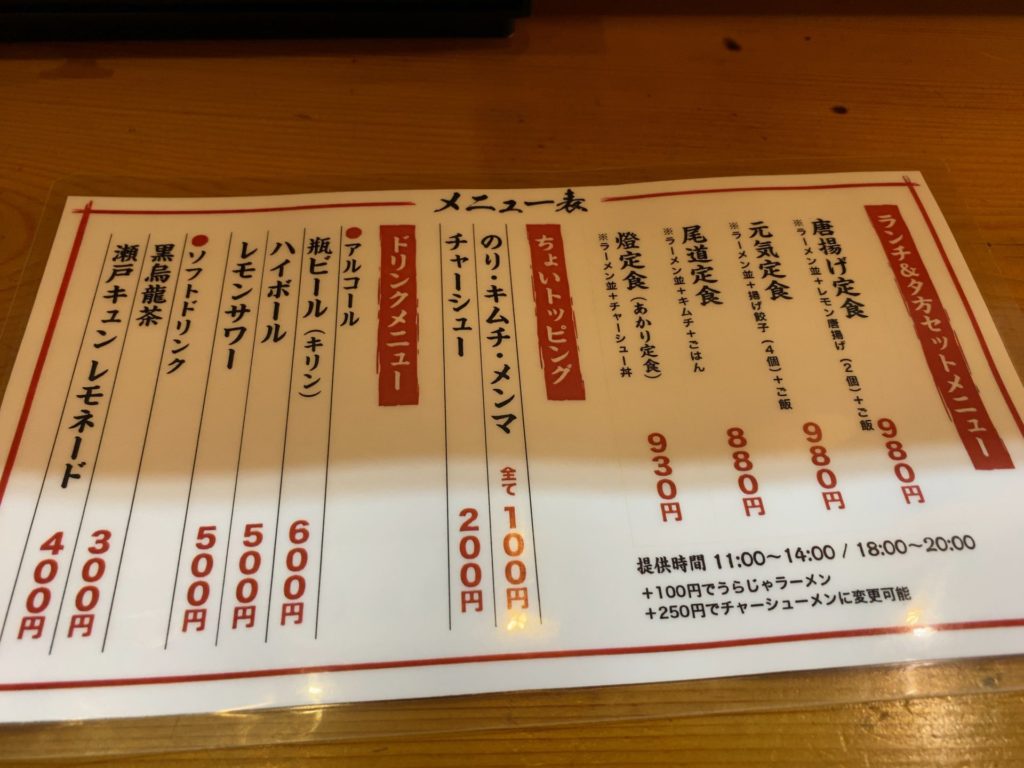 メニュー表
ランチ&夕方セットメニュー
唐揚げ定食 980円
※ラーメン並+レモン唐揚げ(2個)+ご飯
元気定食 980円
※ラーメン並+揚げ餃子(4個)+ご飯
尾道定食 880円
※ラーメン並+キムチ+ごはん
燈定食(あかり定食) 930円
※ラーメン並+チャーシュー丼
提供時間 11:00〜14:00 / 18:00〜20:00
+100円でうらじゃラーメン
+250円でチャーシューメンに変更可能
ちょいトッピング
のり・キムチ・メンマ 全て100円
チャーシュー 200円
ドリンクメニュー
●アルコール
瓶ビール(キリン) 600円
ハイボール 500円
レモンサワー 500円
●ソフトドリンク
黒烏龍茶 300円
瀬戸キュン レモネード 400円